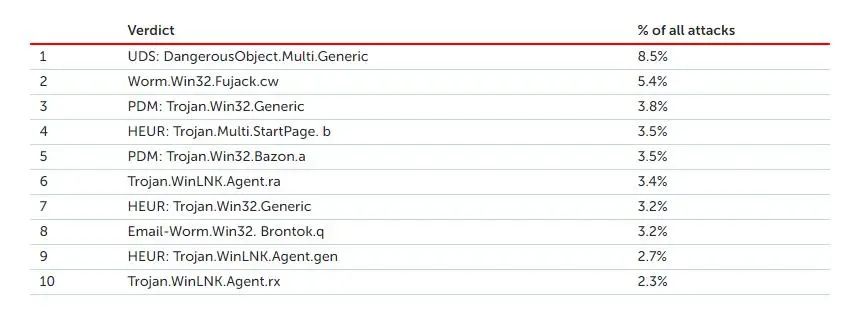 Verdict % of all attacks
1 UDS: DangerousObject.Multi.Generic 8.5%
2 Worm.Win32.Fujack.cw 5.4%
3 PDM: Trojan.Win32.Generic 3.8%
4 HEUR: Trojan.Multi.StartPage. b 3.5%
5 PDM: Trojan.Win32.Bazon.a 3.5%
6 Trojan.WinLNK.Agent.ra 3.4%
7 HEUR: Trojan.Win32.Generic 3.2%
8 Email-Worm.Win32. Brontok.q 3.2%
9 HEUR: Trojan.WinLNK.Agent.gen 2.7%
10 Trojan.WinLNK.Agent.rx 2.3%